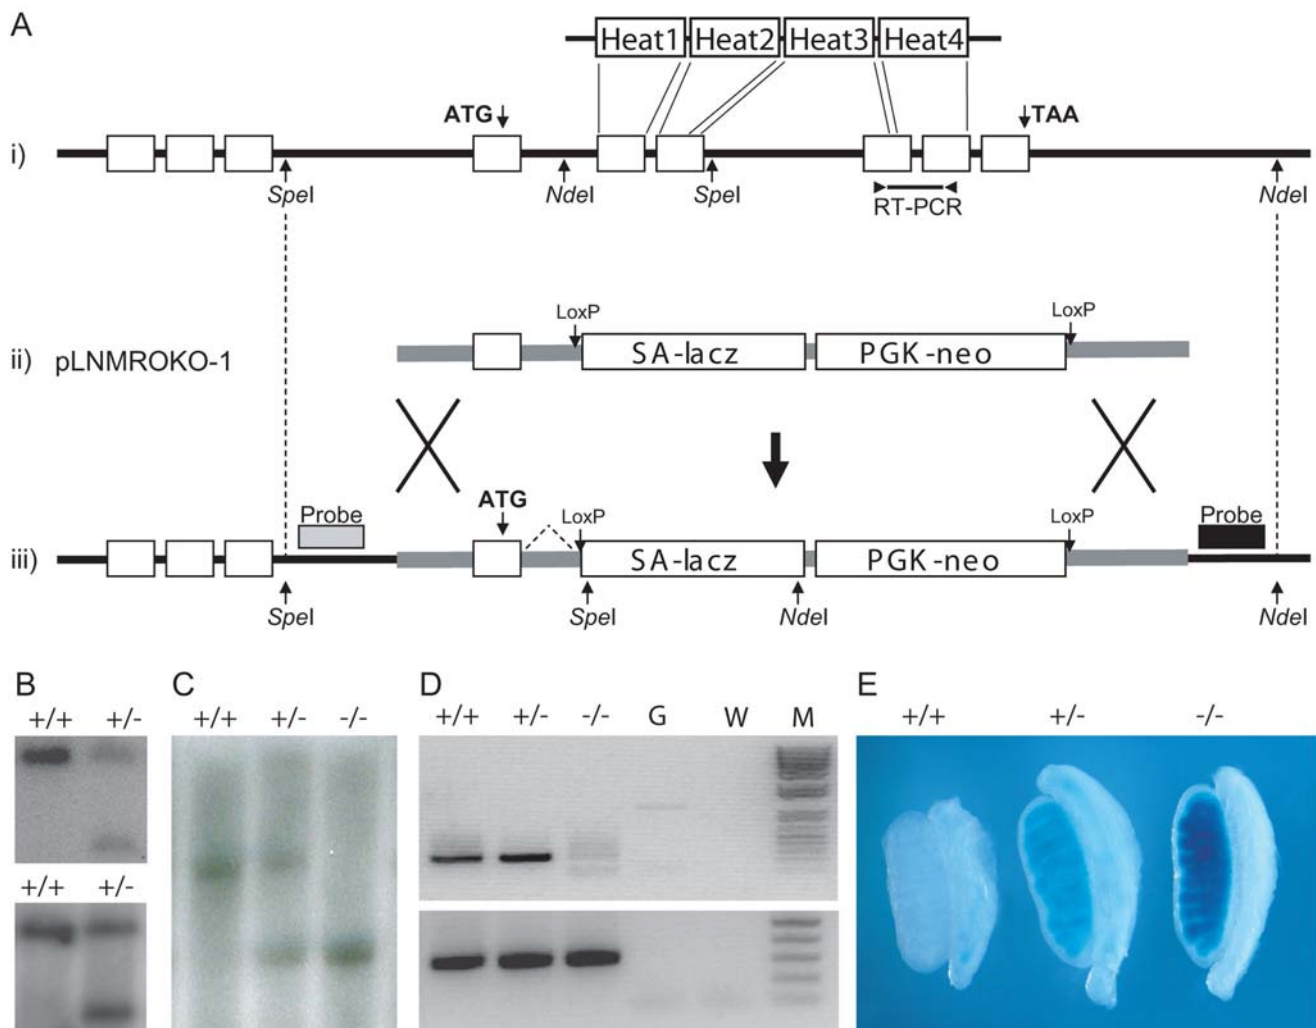 A
Heat1 Heat2 Heat3 Heat4
ATG TAA
i)
SpeI NdeI SpeI NdeI
RT-PCR
LoxP LoxP
ii) pLNMROKO-1 SA-lacz PGK-neo
ATG
Probe LoxP LoxP Probe
iii) SA-lacz PGK-neo
SpeI SpeI NdeI NdeI
B C D E
+/+ +/-
+/+ +/- -/-
+/+ +/- -/- G W M
+/+ +/- -/-
+/+ +/-